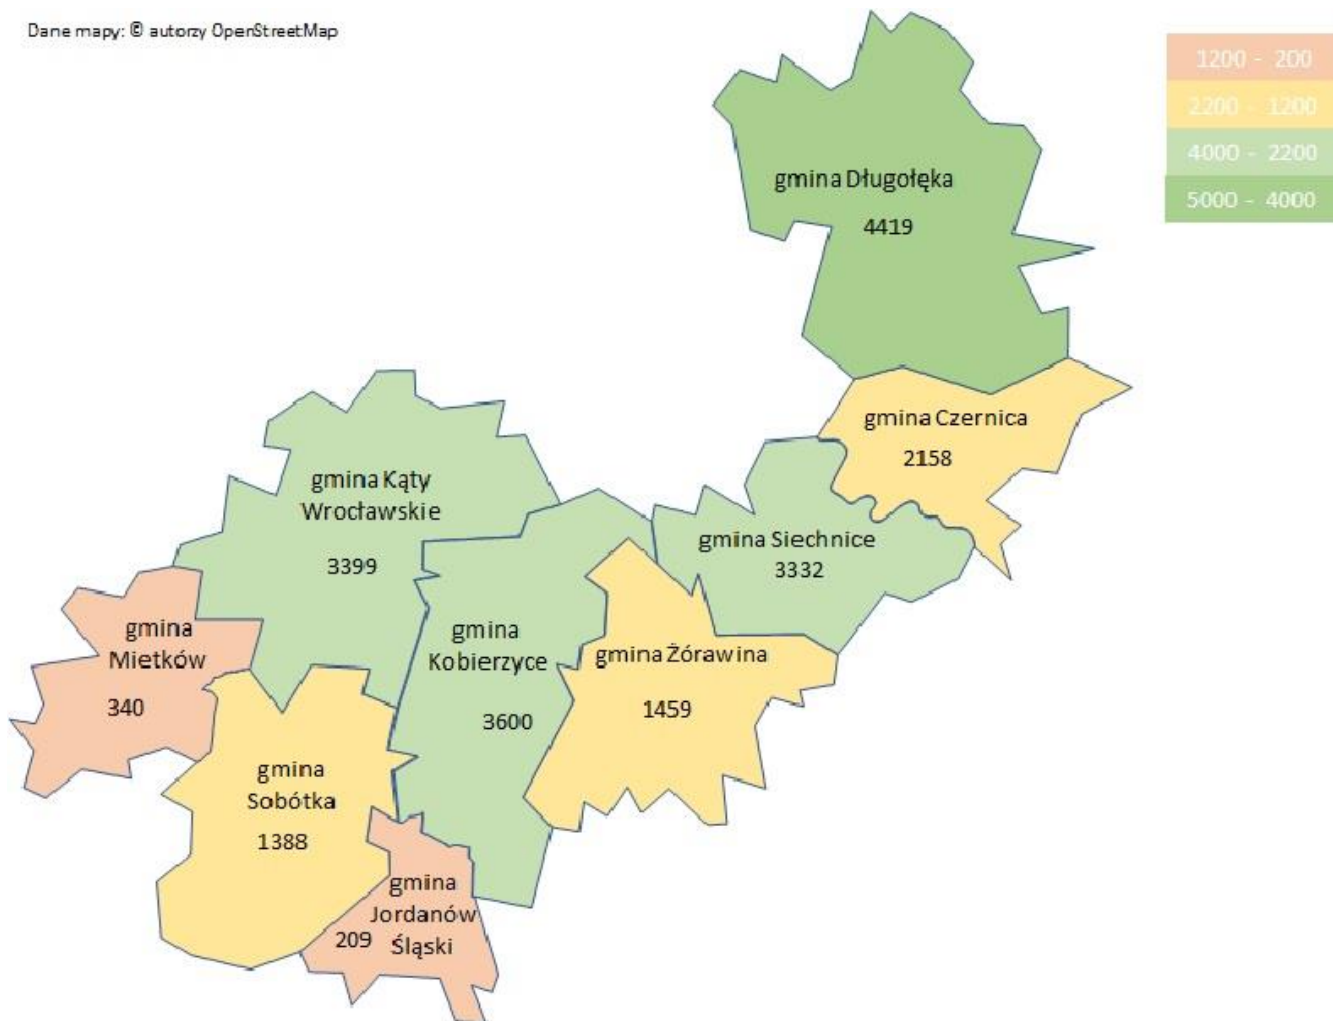 Dane mapy: © autorzy OpenStreetMap
1200 - 200
2200 - 1200
4000 - 2200
5000 - 4000
gmina Długołęka
4419
gmina Czernica
2158
gmina Kąty
Wrocławskie
3399
gmina Siechnice
3332
gmina
Mietków
340
gmina
Kobierzyce
3600
gmina Żórawina
1459
gmina
Sobótka
1388
gmina
Jordanów
209 Śląski